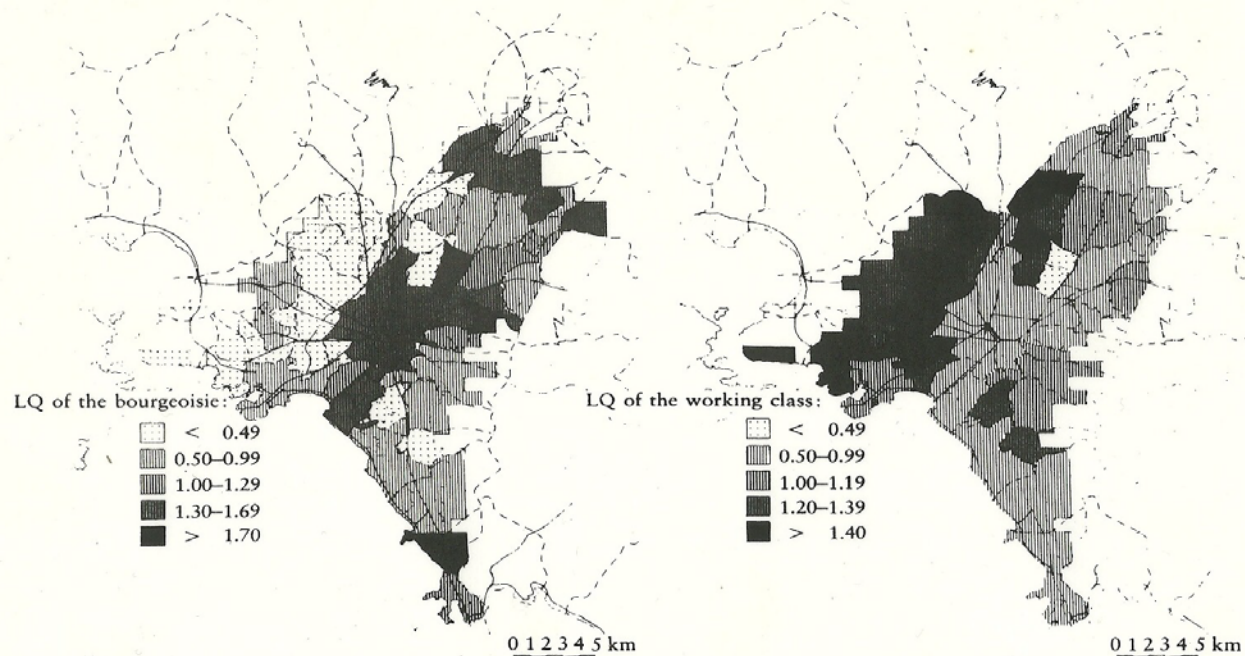 LQ of the bourgeoisie:
< 0.49
0.50–0.99
1.00–1.29
1.30–1.69
> 1.70
0 1 2 3 4 5 km
LQ of the working class:
< 0.49
0.50–0.99
1.00–1.19
1.20–1.39
> 1.40
0 1 2 3 4 5 km